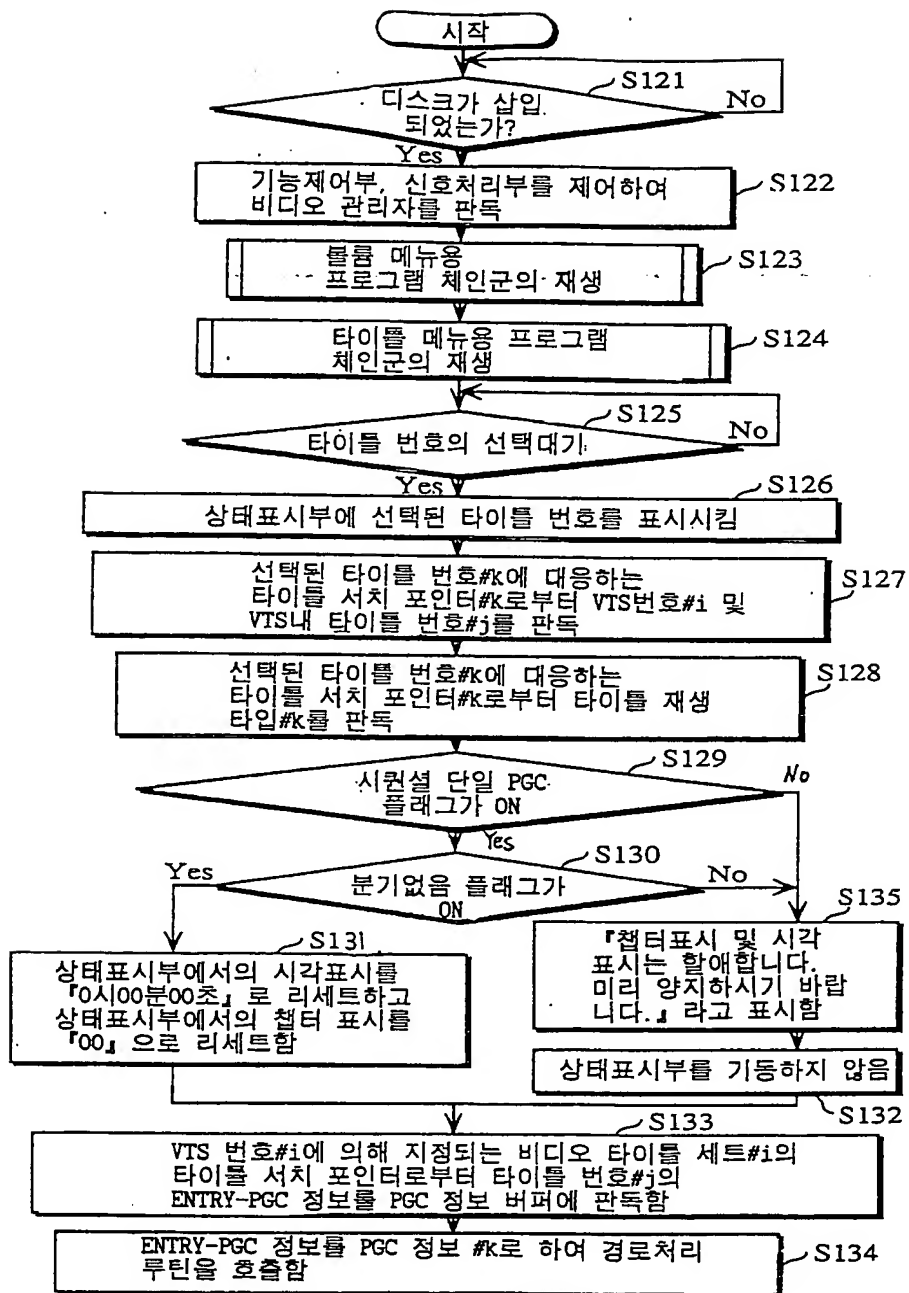 시작
S121
디스크가 삽입
되었는가?
No
Yes
기능제어부, 신호처리부를 제어하여
비디오 관리자를 판독
S122
볼륨 메뉴용
프로그램 체인군의 재생
S123
타이틀 메뉴용 프로그램
체인군의 재생
S124
S125
타이틀 번호의 선택대기
No
Yes
S126
상태표시부에 선택된 타이틀 번호를 표시시킴
선택된 타이틀 번호#k에 대응하는
타이틀 서치 포인터#k로부터 VTS번호#i 및
VTS내 타이틀 번호#j를 판독
S127
선택된 타이틀 번호#k에 대응하는
타이틀 서치 포인터#k로부터 타이틀 재생
타입#k를 판독
S128
S129
시퀀셜 단일 PGC
플래그가 ON
No
Yes
S130
Yes
분기없음 플래그가
ON
No
S131
상태표시부에서의 시각표시를
『0시00분00초』로 리세트하고
상태표시부에서의 챕터 표시를
『00』으로 리세트함
S135
『챕터표시 및 시각
표시는 할애합니다.
미리 양지하시기 바랍
니다.』라고 표시함
상태표시부를 기동하지 않음
S132
S133
VTS 번호#i에 의해 지정되는 비디오 타이틀 세트#i의
타이틀 서치 포인터로부터 타이틀 번호#j의
ENTRY-PGC 정보를 PGC 정보 버퍼에 판독함
ENTRY-PGC 정보를 PGC 정보 #k로 하여 경로처리
루틴을 호출함
S134